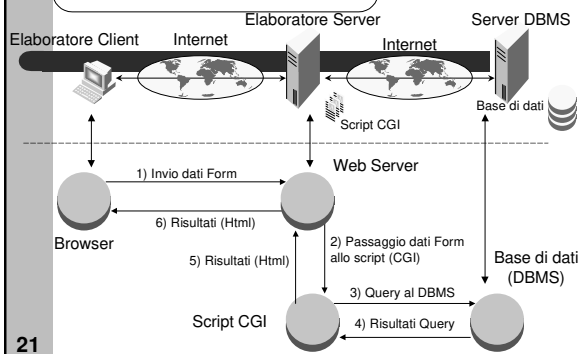 Elaboratore Server
Server DBMS
Elaboratore Client
Internet
Internet
Base di dati
Script CGI
Web Server
1) Invio dati Form
6) Risultati (Html)
Browser
5) Risultati (Html)
2) Passaggio dati Form
allo script (CGI)
Base di dati
(DBMS)
3) Query al DBMS
Script CGI
4) Risultati Query
21